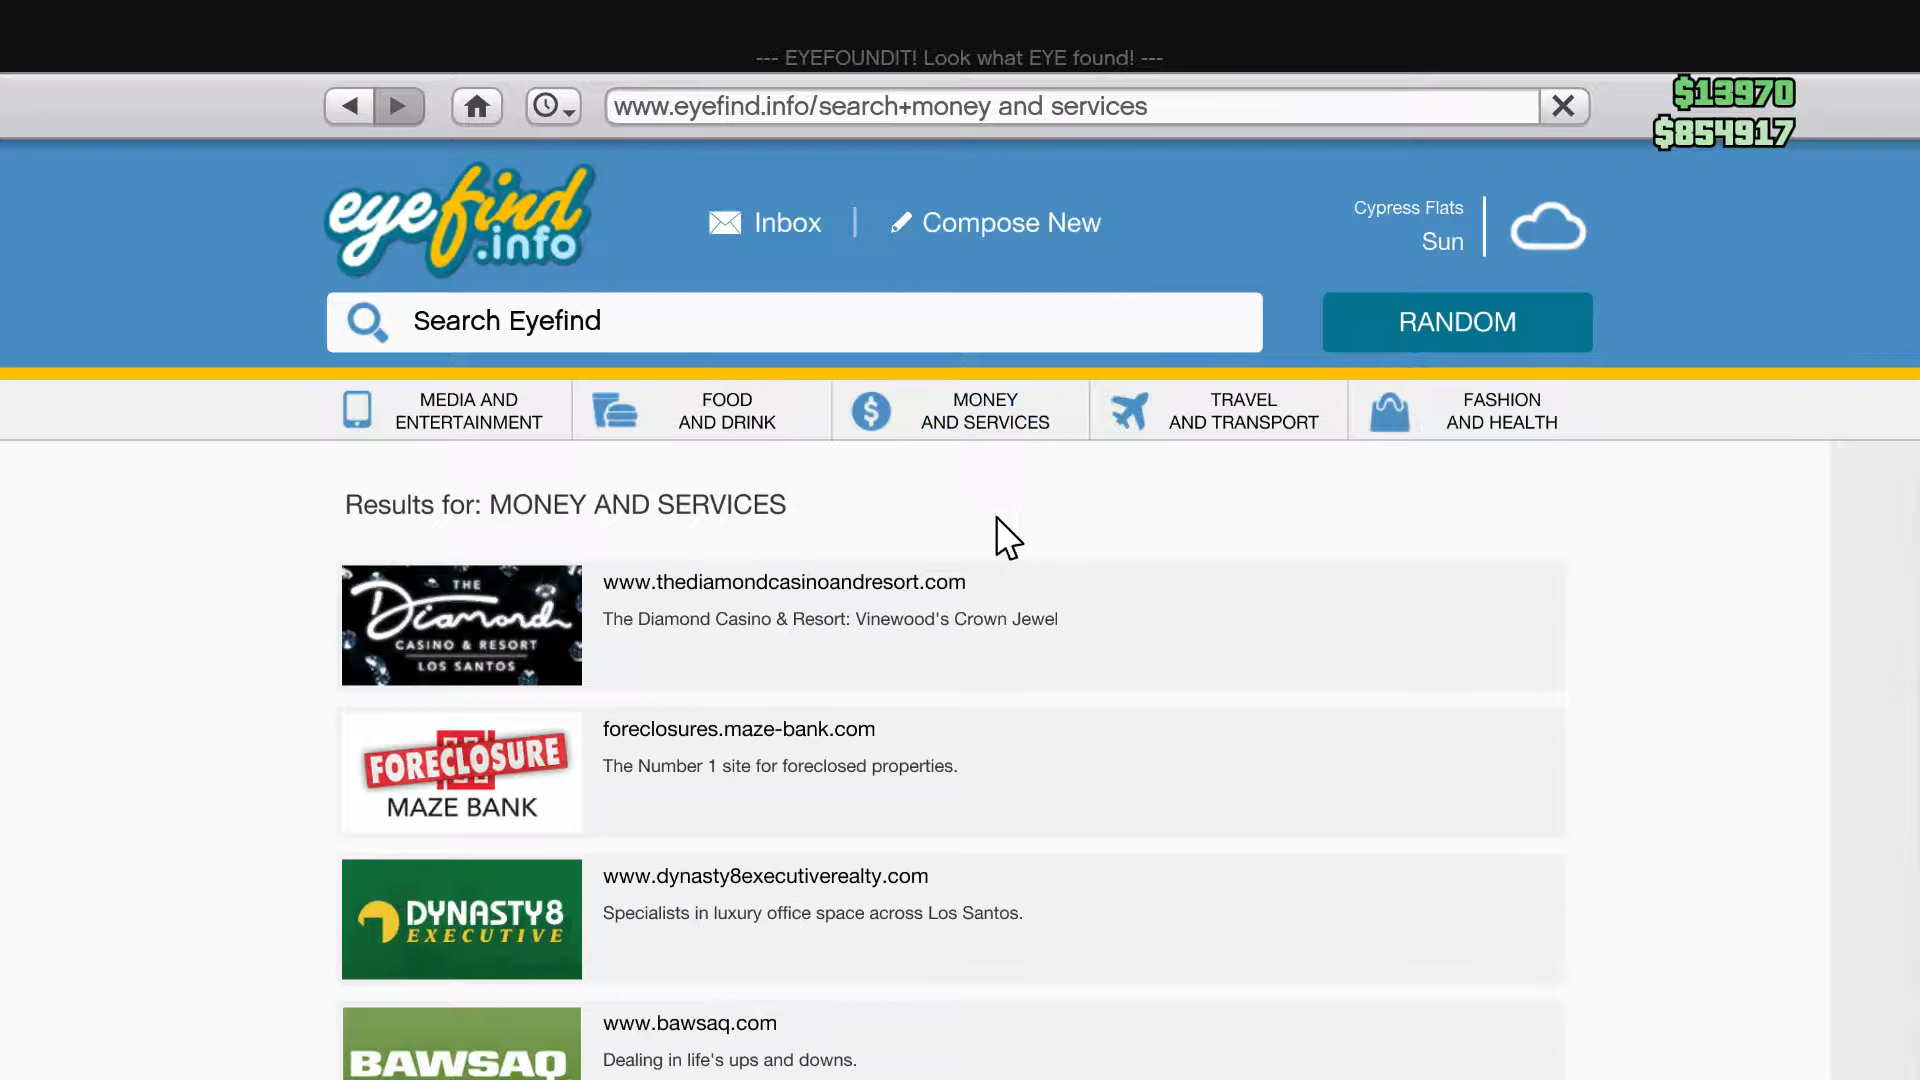 --- EYEFOUNDIT! Look what EYE found! ---
www.eyefind.info/search+money and services
$13970
$854917
eyefind
.info
Inbox
Compose New
Cypress Flats
Sun
Search Eyefind
RANDOM
MEDIA AND
ENTERTAINMENT
FOOD
AND DRINK
MONEY
AND SERVICES
TRAVEL
AND TRANSPORT
FASHION
AND HEALTH
Results for: MONEY AND SERVICES
THE
Diamond
CASINO & RESORT
LOS SANTOS
www.thediamondcasinoandresort.com
The Diamond Casino & Resort: Vinewood's Crown Jewel
FORECLOSURE
MAZE BANK
foreclosures.maze-bank.com
The Number 1 site for foreclosed properties.
DYNASTY8
EXECUTIVE
www.dynasty8executiverealty.com
Specialists in luxury office space across Los Santos.
BAWSAQ
www.bawsaq.com
Dealing in life's ups and downs.